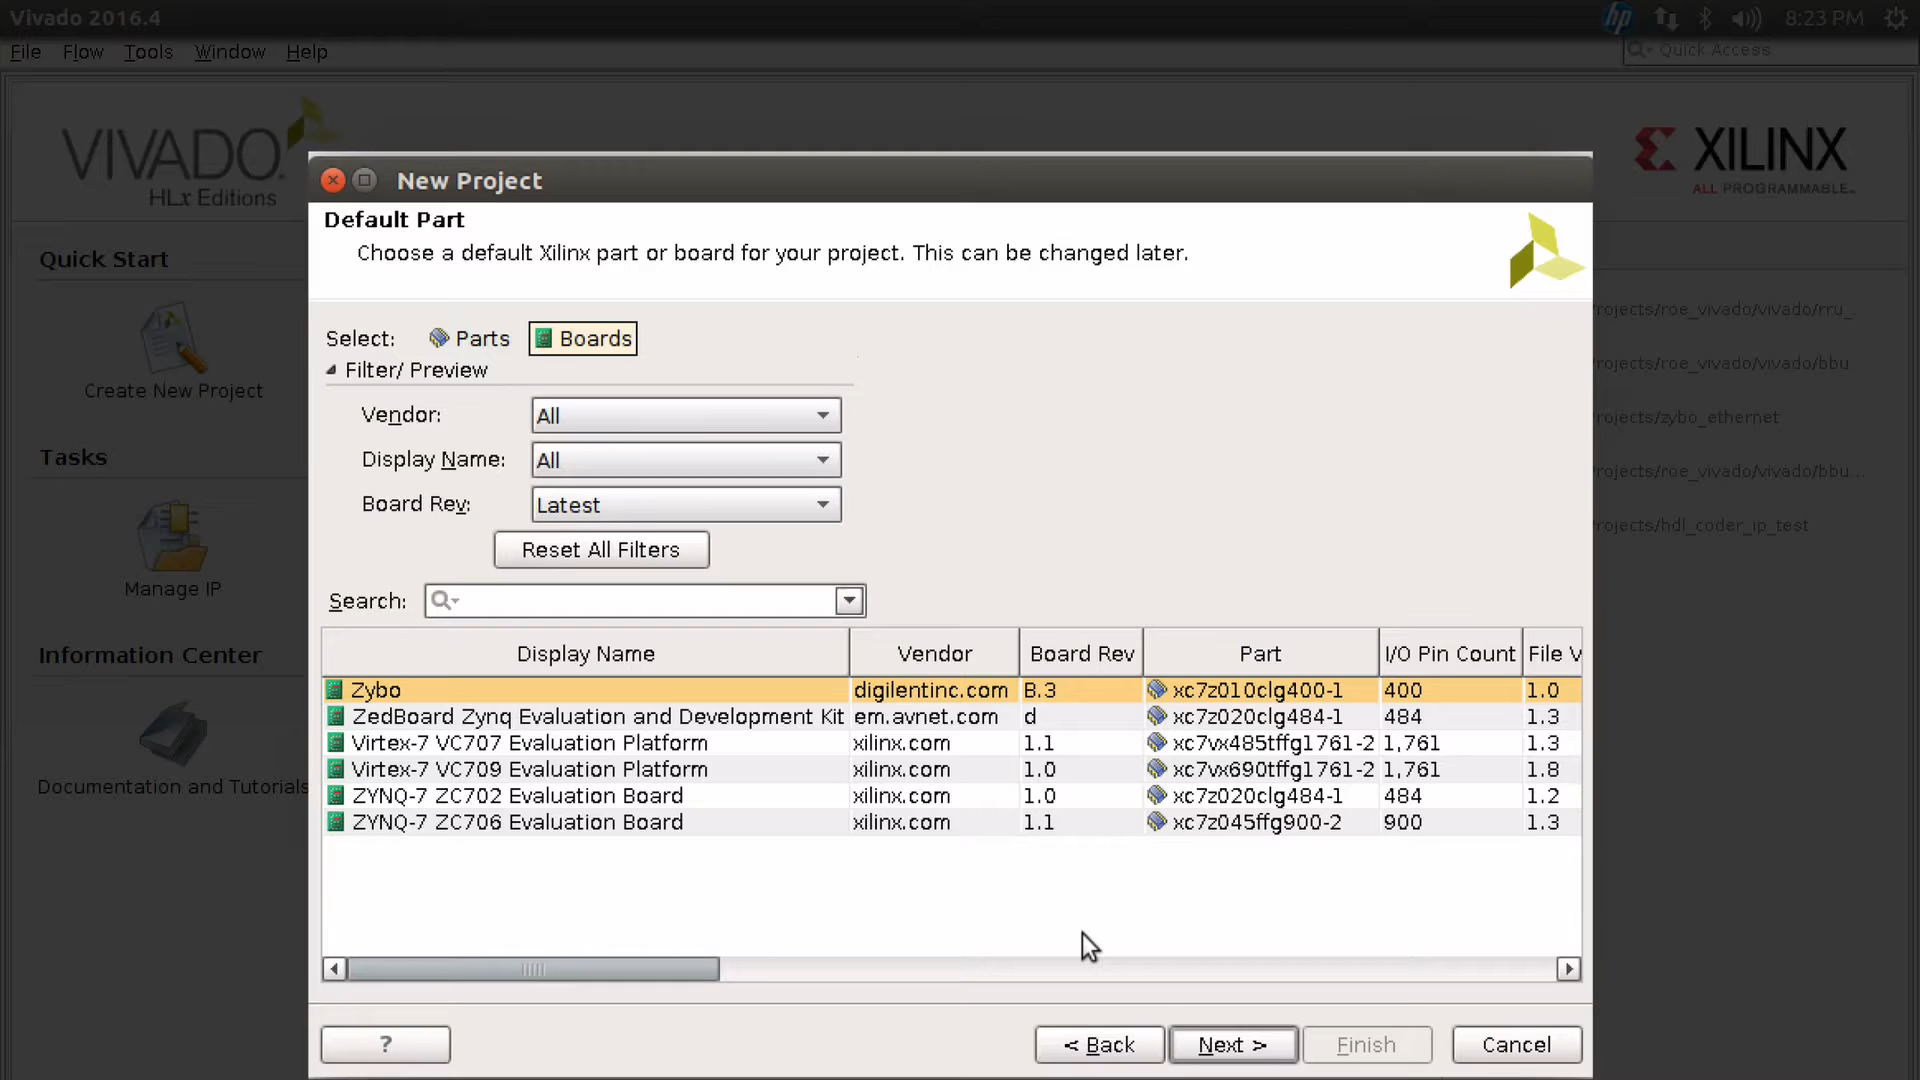 Vivado 2016.4
hp
8:23 PM
File Flow Tools Window Help
Quick Access
VIVADO.
HLx Editions
XILINX
ALL PROGRAMMABLE.
New Project
Default Part
Choose a default Xilinx part or board for your project. This can be changed later.
Quick Start
Create New Project
Tasks
Manage IP
Information Center
Documentation and Tutorials
rojects/roe_vivado/vivado/rru_...
rojects/roe_vivado/vivado/bbu
rojects/zybo_ethernet
rojects/roe_vivado/vivado/bbu...
rojects/hdl_coder_ip_test
Select: Parts Boards
Filter/ Preview
Vendor: All
Display Name: All
Board Rev: Latest
Reset All Filters
Search:
Display Name Vendor Board Rev Part I/O Pin Count File V
Zybo digilentinc.com B.3 xc7z010clg400-1 400 1.0
ZedBoard Zynq Evaluation and Development Kit em.avnet.com d xc7z020clg484-1 484 1.3
Virtex-7 VC707 Evaluation Platform xilinx.com 1.1 xc7vx485tffg1761-2 1,761 1.3
Virtex-7 VC709 Evaluation Platform xilinx.com 1.0 xc7vx690tffg1761-2 1,761 1.8
ZYNQ-7 ZC702 Evaluation Board xilinx.com 1.0 xc7z020clg484-1 484 1.2
ZYNQ-7 ZC706 Evaluation Board xilinx.com 1.1 xc7z045ffg900-2 900 1.3
? < Back Next > Finish Cancel